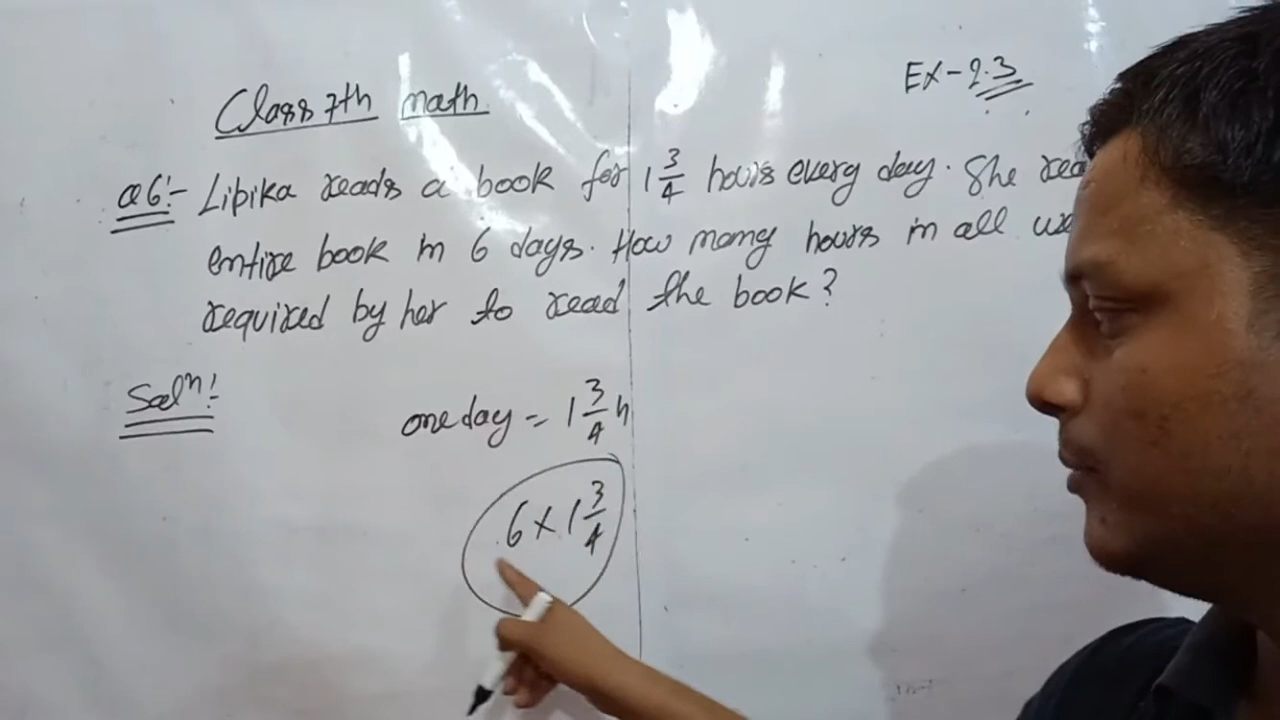 Class 7th math
Ex-2.3
Q6:- Lipika reads a book for 1 3/4 hours every day. She
entire book in 6 days. How many hours in all
required by her to read the book?
Solⁿ:-
one day = 1 3/4 h
6 × 1 3/4